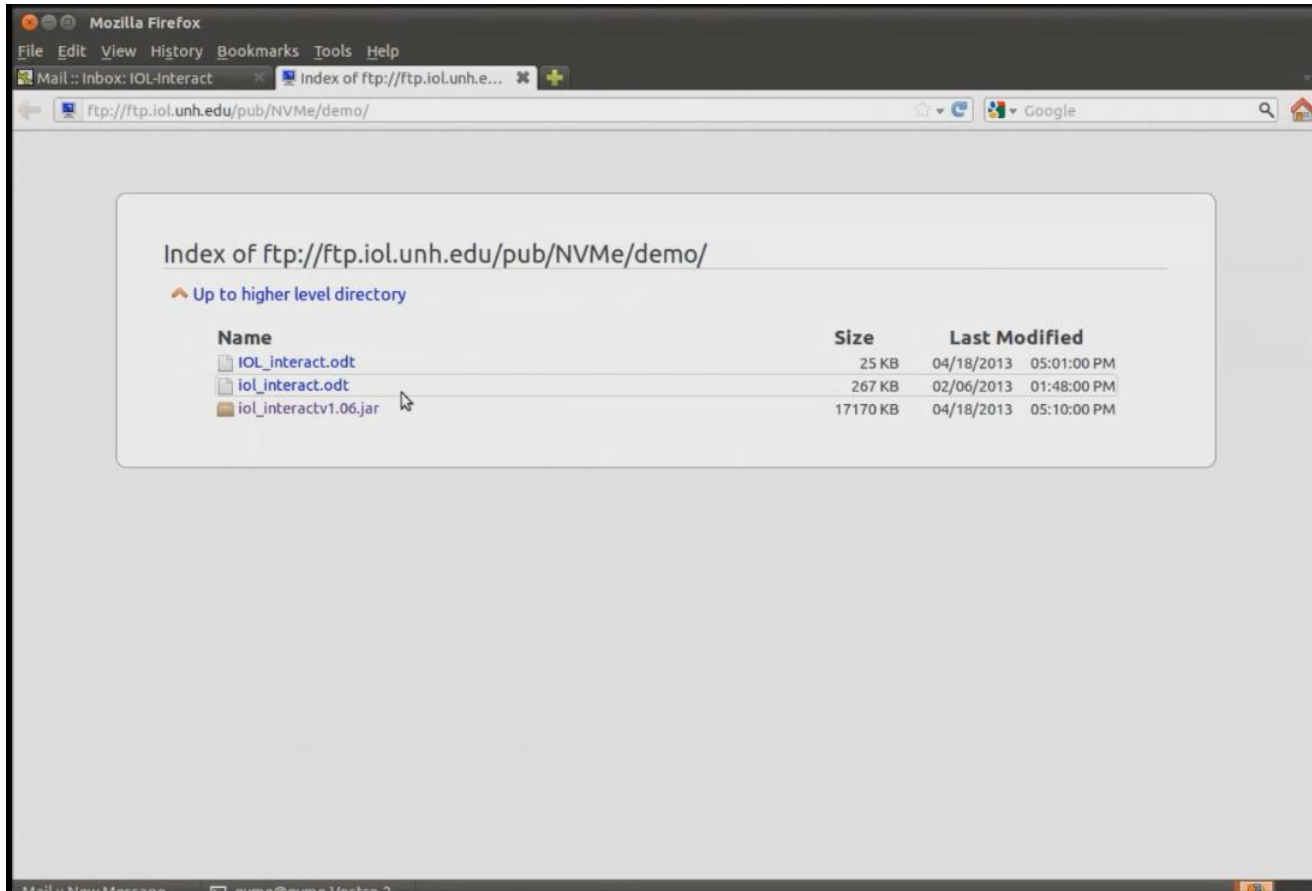 Mozilla Firefox
File Edit View History Bookmarks Tools Help
Mail :: Inbox: IOL-Interact Index of ftp://ftp.iol.unh.e...
ftp://ftp.iol.unh.edu/pub/NVMe/demo/ Google
Index of ftp://ftp.iol.unh.edu/pub/NVMe/demo/
Up to higher level directory
Name Size Last Modified
IOL_interact.odt 25 KB 04/18/2013 05:01:00 PM
iol_interact.odt 267 KB 02/06/2013 01:48:00 PM
iol_interactv1.06.jar 17170 KB 04/18/2013 05:10:00 PM
Mail :: New Message